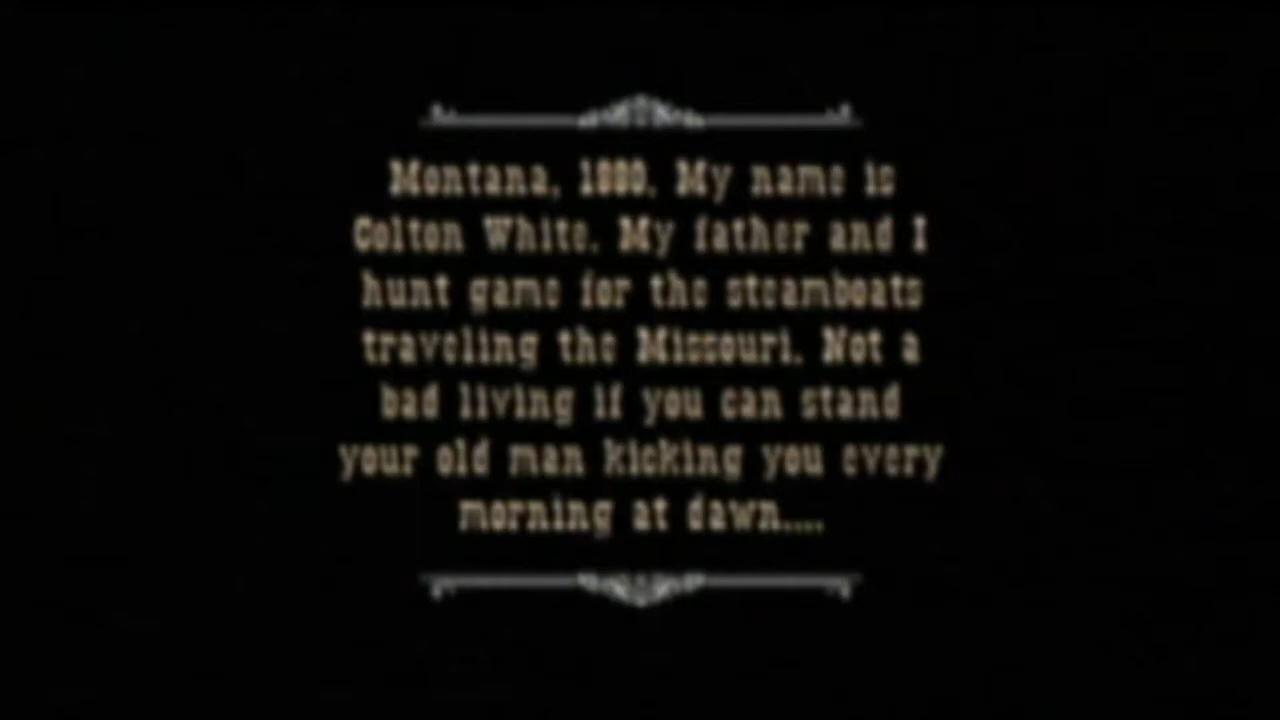 Montana, 1880. My name is
Colton White. My father and I
hunt game for the steamboats
traveling the Missouri. Not a
bad living if you can stand
your old man kicking you every
morning at dawn....